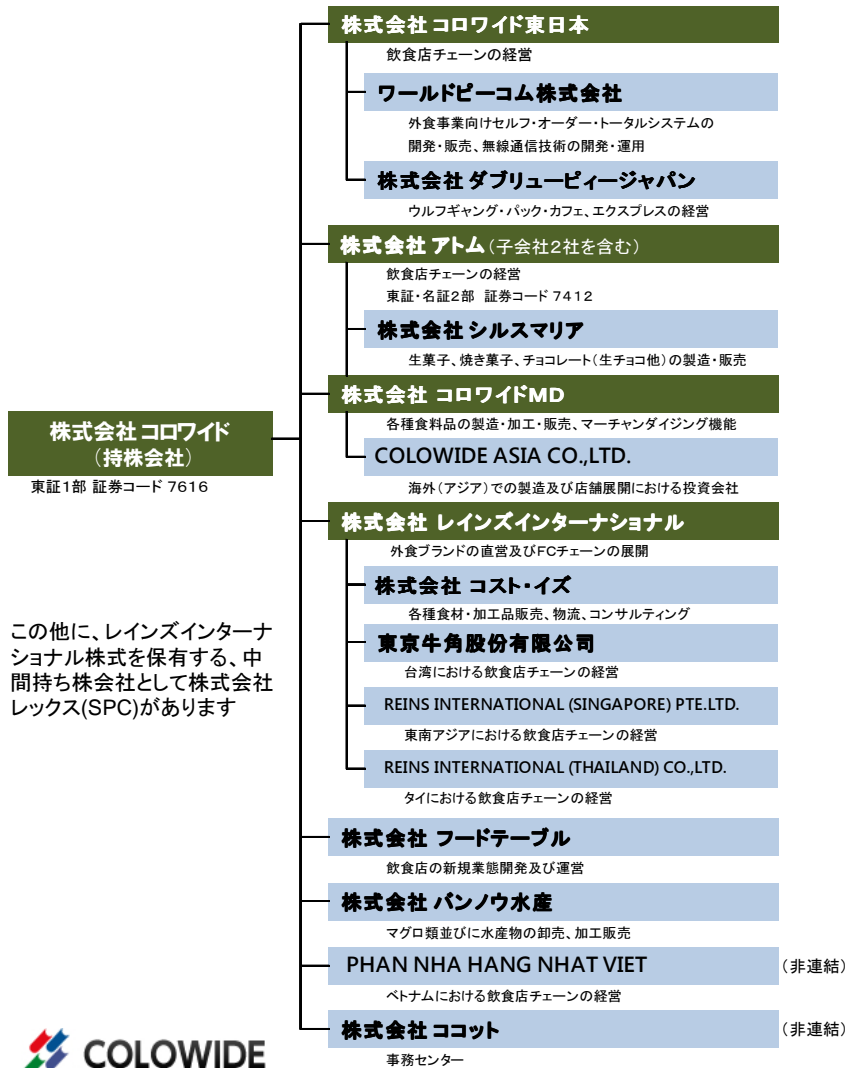 株式会社 コロワイド東日本
飲食店チェーンの経営
ワールドピーコム株式会社
外食事業向けセルフ・オーダー・トータルシステムの
開発・販売、無線通信技術の開発・運用
株式会社 ダブリューピィージャパン
ウルフギャング・パック・カフェ、エクスプレスの経営
株式会社 アトム(子会社2社を含む)
飲食店チェーンの経営
東証・名証2部 証券コード 7412
株式会社 シルスマリア
生菓子、焼き菓子、チョコレート(生チョコ他)の製造・販売
株式会社 コロワイドMD
各種食料品の製造・加工・販売、マーチャンダイジング機能
COLOWIDE ASIA CO.,LTD.
海外(アジア)での製造及び店舗展開における投資会社
株式会社 コロワイド
(持株会社)
東証1部 証券コード 7616
株式会社 レインズインターナショナル
外食ブランドの直営及びFCチェーンの展開
株式会社 コスト・イズ
各種食材・加工品販売、物流、コンサルティング
東京牛角股份有限公司
台湾における飲食店チェーンの経営
REINS INTERNATIONAL (SINGAPORE) PTE.LTD.
東南アジアにおける飲食店チェーンの経営
REINS INTERNATIONAL (THAILAND) CO.,LTD.
タイにおける飲食店チェーンの経営
この他に、レインズインターナ
ショナル株式を保有する、中
間持ち株会社として株式会社
レックス(SPC)があります
株式会社 フードテーブル
飲食店の新規業態開発及び運営
株式会社 バンノウ水産
マグロ類並びに水産物の卸売、加工販売
PHAN NHA HANG NHAT VIET (非連結)
ベトナムにおける飲食店チェーンの経営
株式会社 ココット (非連結)
事務センター
COLOWIDE